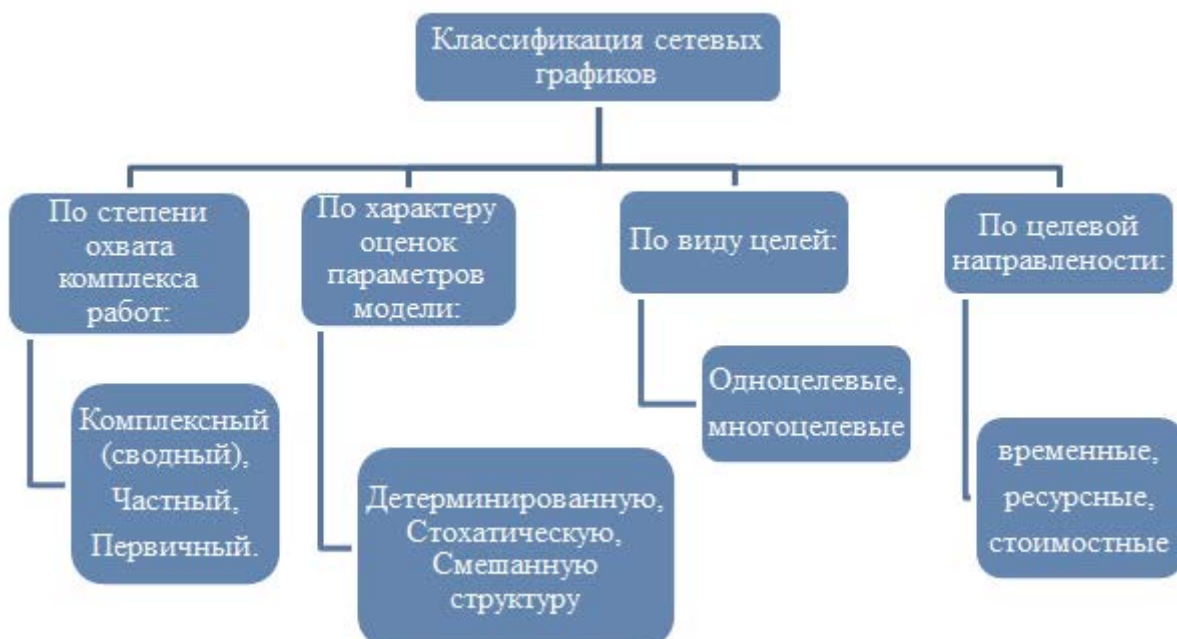 Классификация сетевых
графиков
По степени
охвата
комплекса
работ:
Комплексный
(сводный),
Частный,
Первичный.
По характеру
оценок
параметров
модели:
Детерминированную,
Стохатическую,
Смешанную
структуру
По виду целей:
Одноцелевые,
многоцелевые
По целевой
направлености:
временные,
ресурсные,
стоимостные